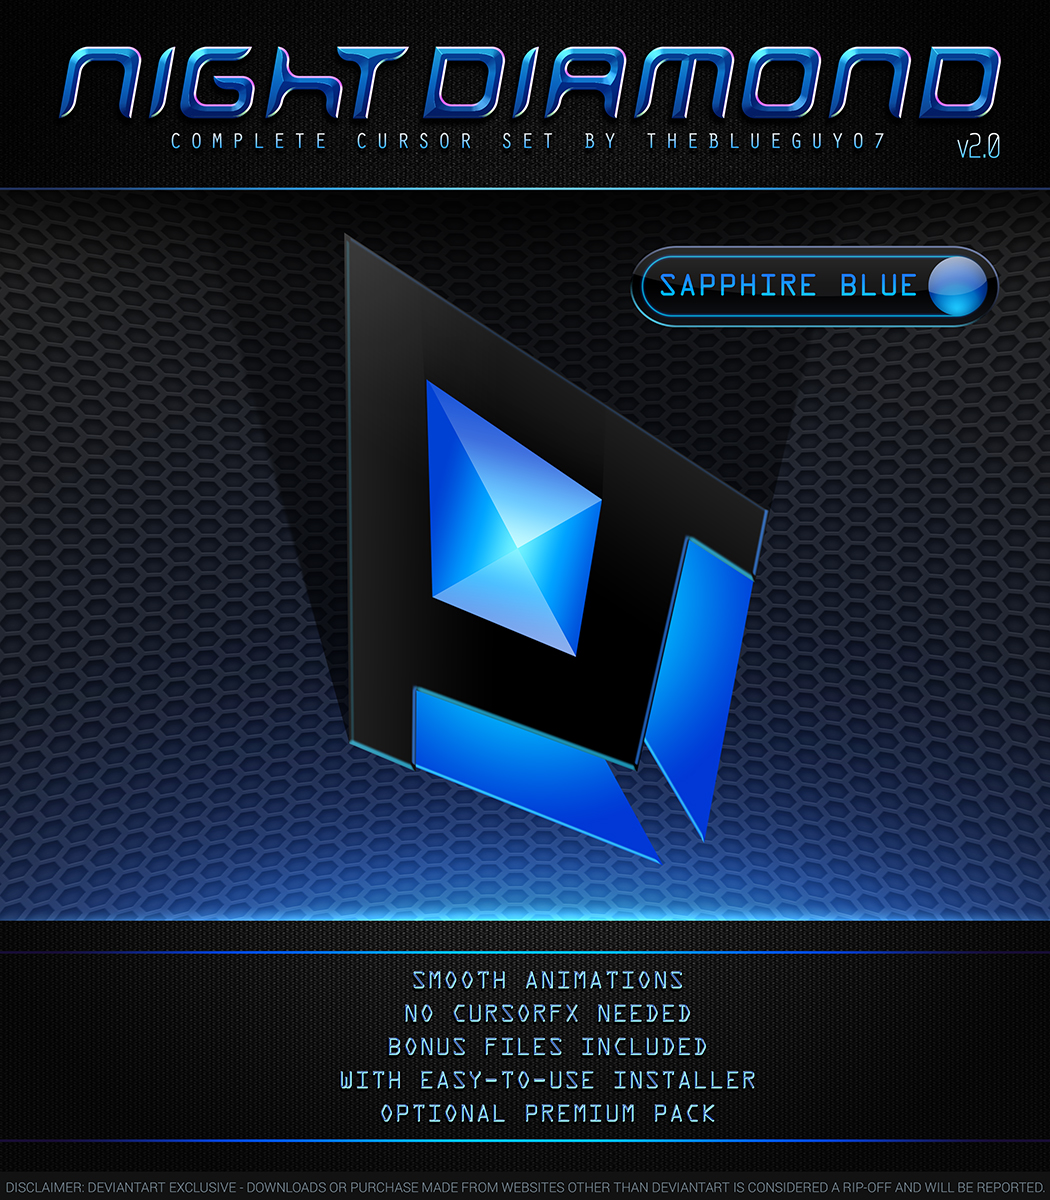 NIGHT DIAMOND
COMPLETE CURSOR SET BY THEBLUEGUY07
v2.0
SAPPHIRE BLUE
SMOOTH ANIMATIONS
NO CURSORFX NEEDED
BONUS FILES INCLUDED
WITH EASY-TO-USE INSTALLER
OPTIONAL PREMIUM PACK
DISCLAIMER: DEVIANTART EXCLUSIVE - DOWNLOADS OR PURCHASE MADE FROM WEBSITES OTHER THAN DEVIANTART IS CONSIDERED A RIP-OFF AND WILL BE REPORTED